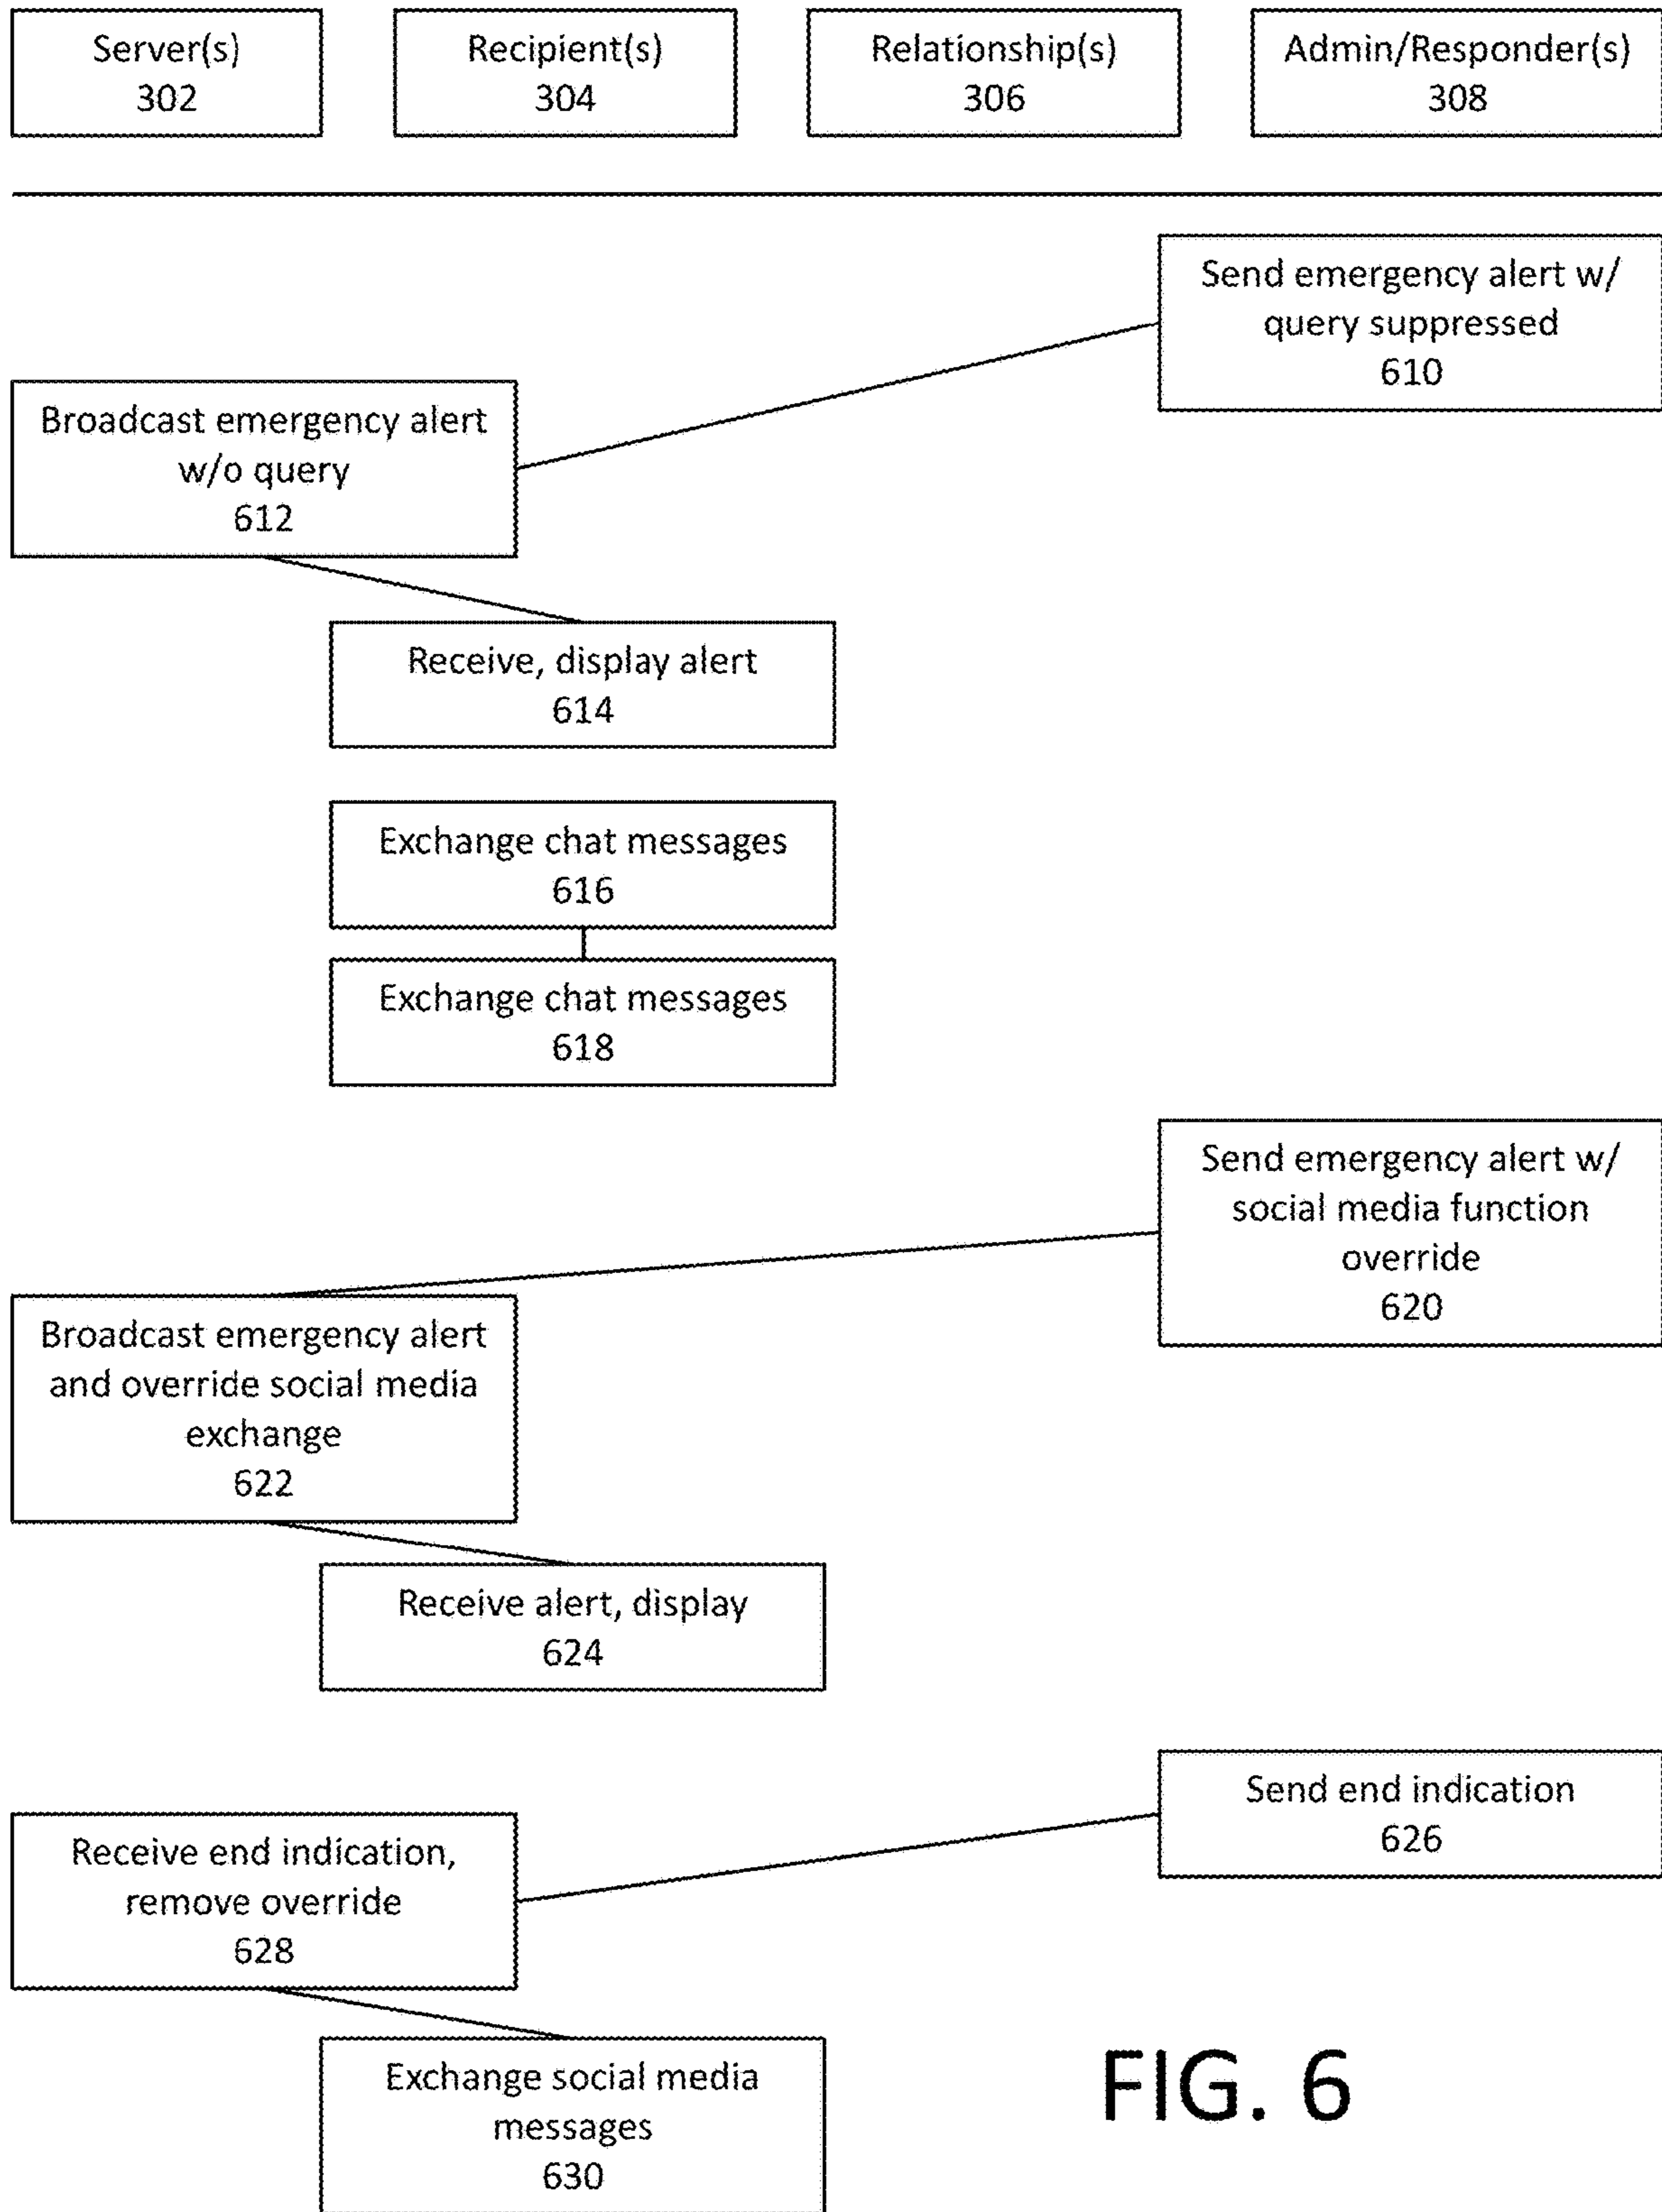 Server(s)
302
Recipient(s)
304
Relationship(s)
306
Admin/Responder(s)
308
Send emergency alert w/
query suppressed
610
Broadcast emergency alert
w/o query
612
Receive, display alert
614
Exchange chat messages
616
Exchange chat messages
618
Send emergency alert w/
social media function
override
620
Broadcast emergency alert
and override social media
exchange
622
Receive alert, display
624
Send end indication
626
Receive end indication,
remove override
628
Exchange social media
messages
630
FIG. 6